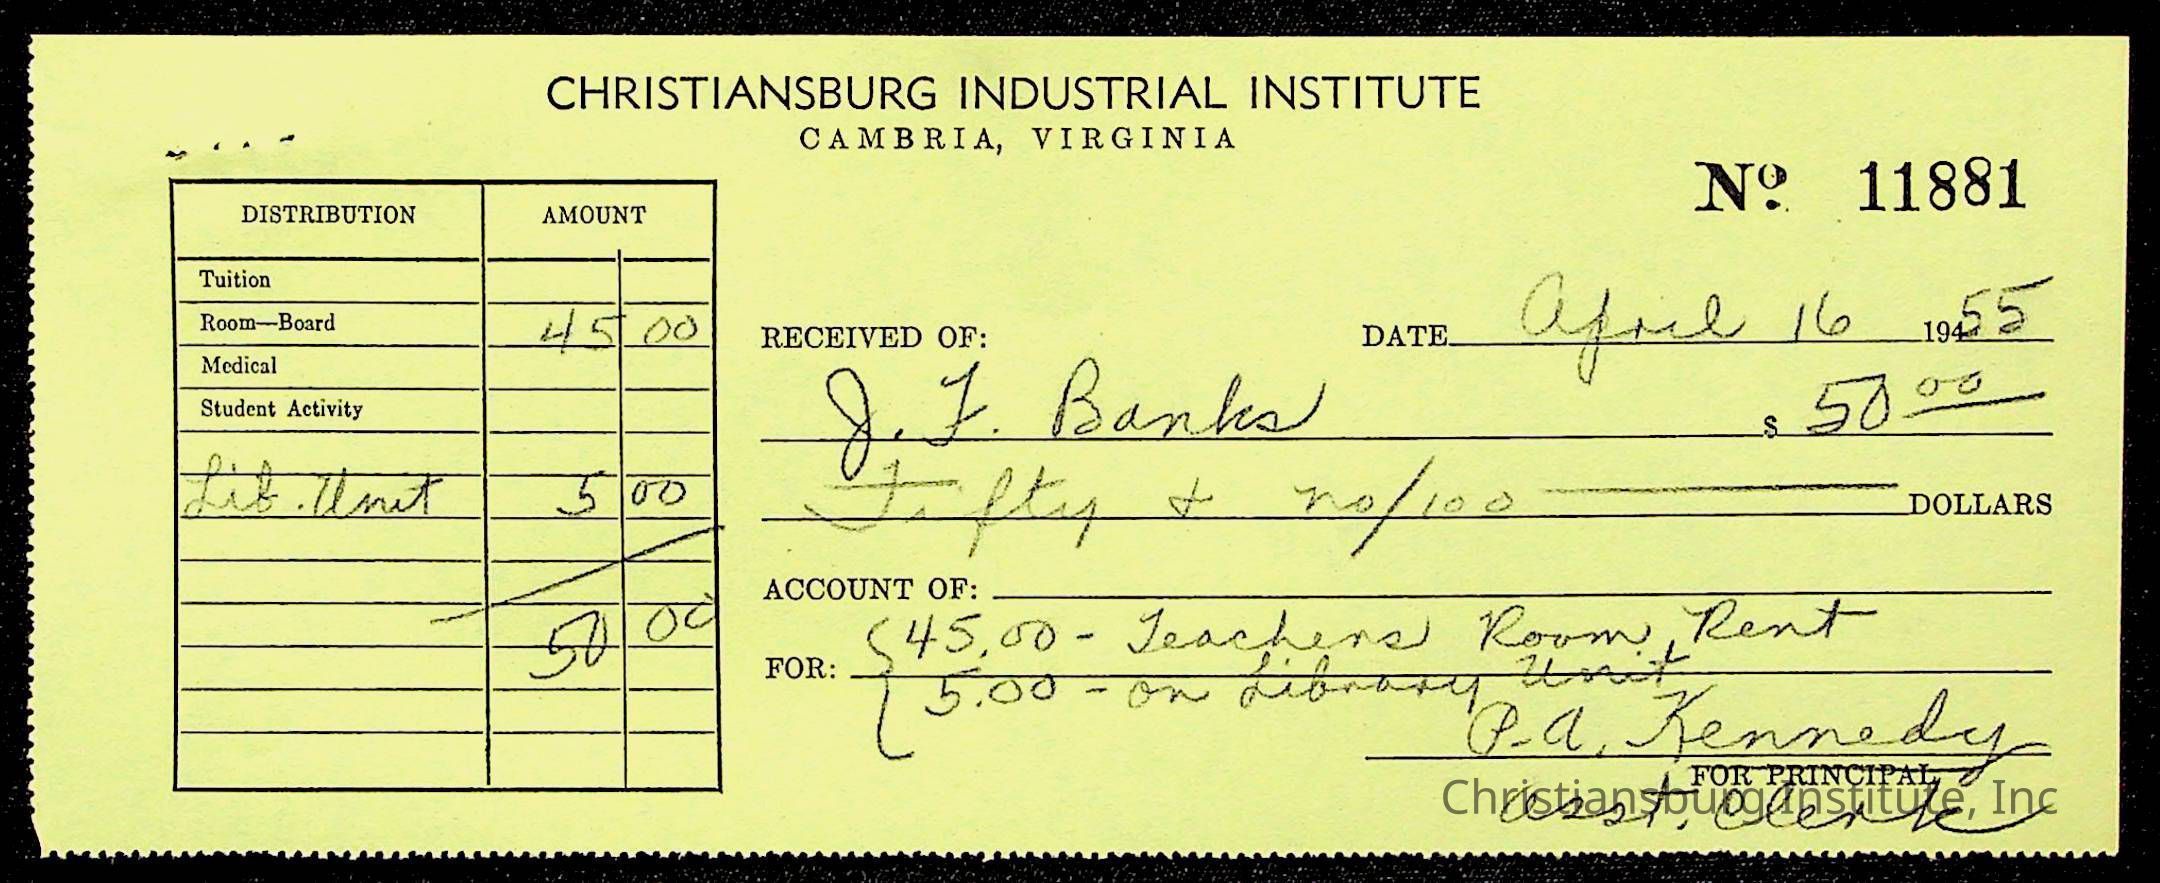 CHRISTIANSBURG INDUSTRIAL INSTITUTE
CAMBRIA, VIRGINIA
Nº 11881
DISTRIBUTION AMOUNT
Tuition
Room—Board 45 00
Medical
Student Activity
Lib. Unit 5 00
50 00
RECEIVED OF: DATE April 16 19455
J. F. Banks $ 50 00
Fifty & no/100 DOLLARS
ACCOUNT OF:
45.00 - Teachers Room Rent
FOR:
5.00 - on Library Unit
P. A. Kennedy
FOR PRINCIPAL
Asst. Clerk
Christiansburg Institute, Inc